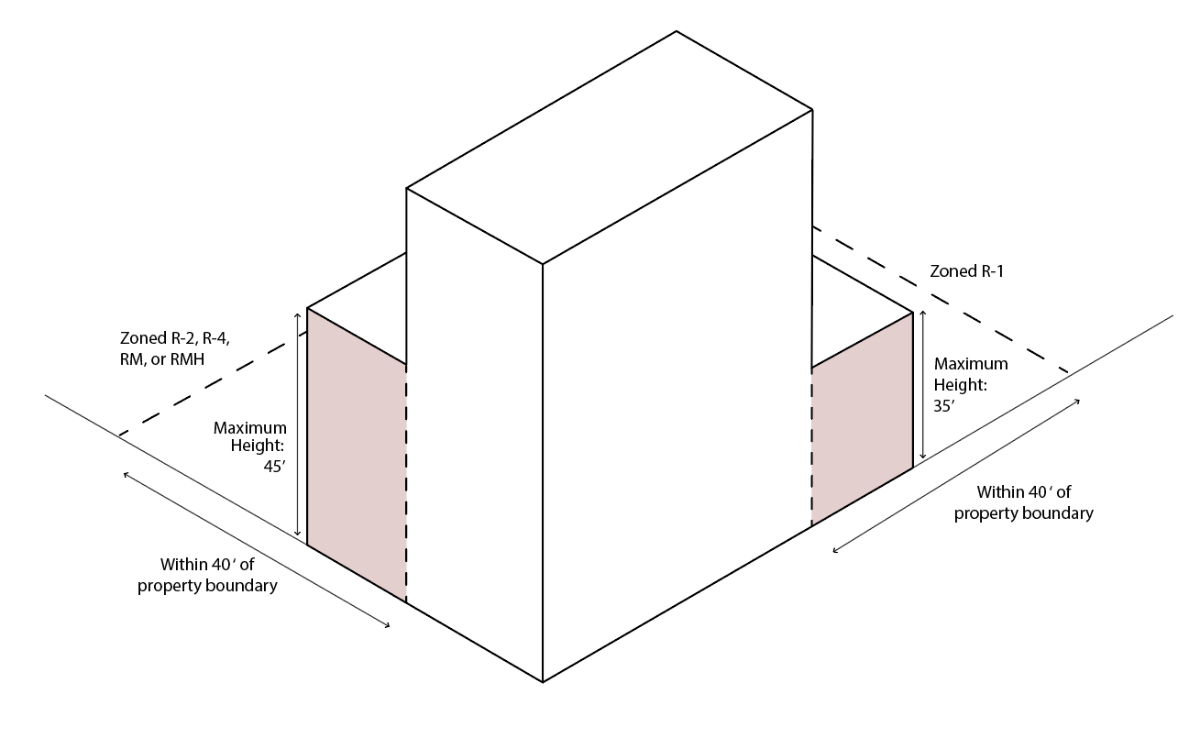 Zoned R-1
Zoned R-2, R-4,
RM, or RMH
Maximum
Height:
35’
Maximum
Height:
45’
Within 40‘ of
property boundary
Within 40‘ of
property boundary